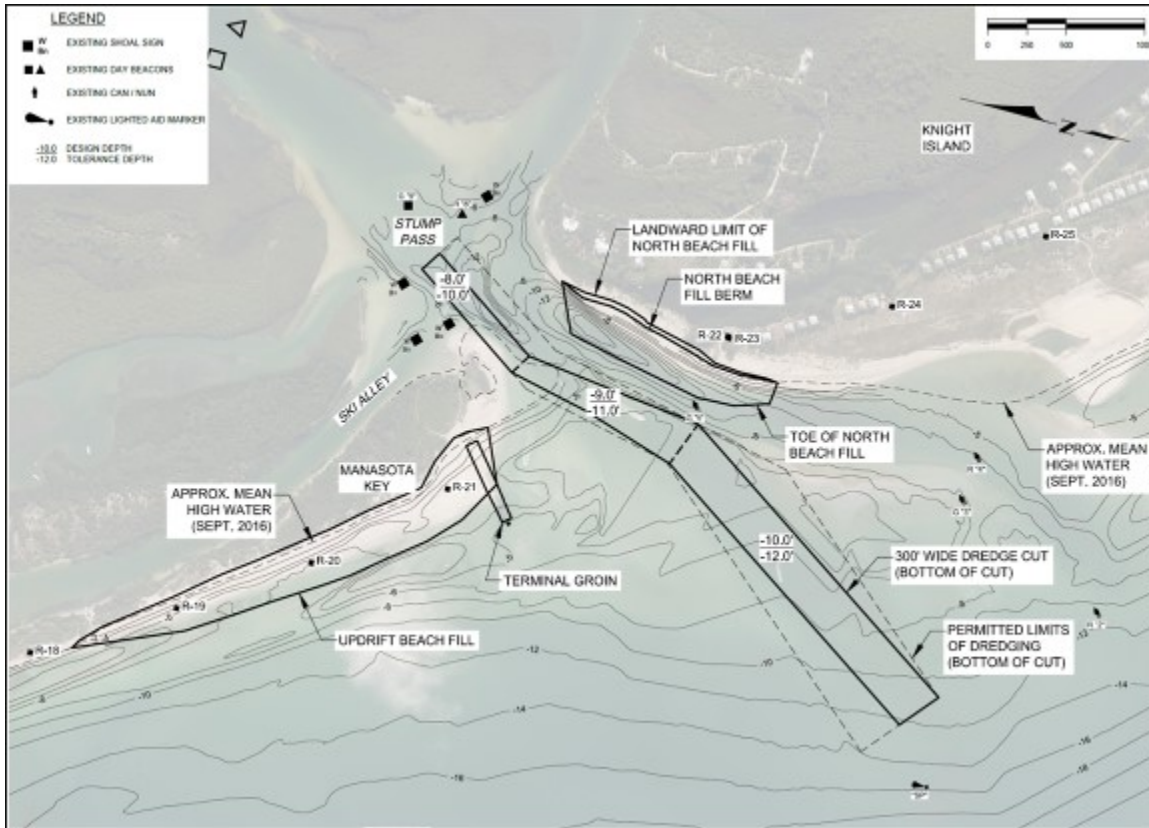 LEGEND
W
Bn
EXISTING SHOAL SIGN
EXISTING DAY BEACONS
EXISTING CAN / NUN
EXISTING LIGHTED AID MARKER
-10.0 DESIGN DEPTH
-12.0 TOLERANCE DEPTH
0 250 500
KNIGHT
ISLAND
N
STUMP
PASS
LANDWARD LIMIT OF
NORTH BEACH FILL
NORTH BEACH
FILL BERM
R-25
R-24
R-22
R-23
-8.0'
-10.0'
SKI ALLEY
-9.0'
-11.0'
TOE OF NORTH
BEACH FILL
APPROX. MEAN
HIGH WATER
(SEPT. 2016)
MANASOTA
KEY
R-21
APPROX. MEAN
HIGH WATER
(SEPT. 2016)
R-20
R-19
R-18
TERMINAL GROIN
UPDRIFT BEACH FILL
-10.0'
-12.0'
300' WIDE DREDGE CUT
(BOTTOM OF CUT)
PERMITTED LIMITS
OF DREDGING
(BOTTOM OF CUT)
-12
-10
-14
-16
-14
-16
-18